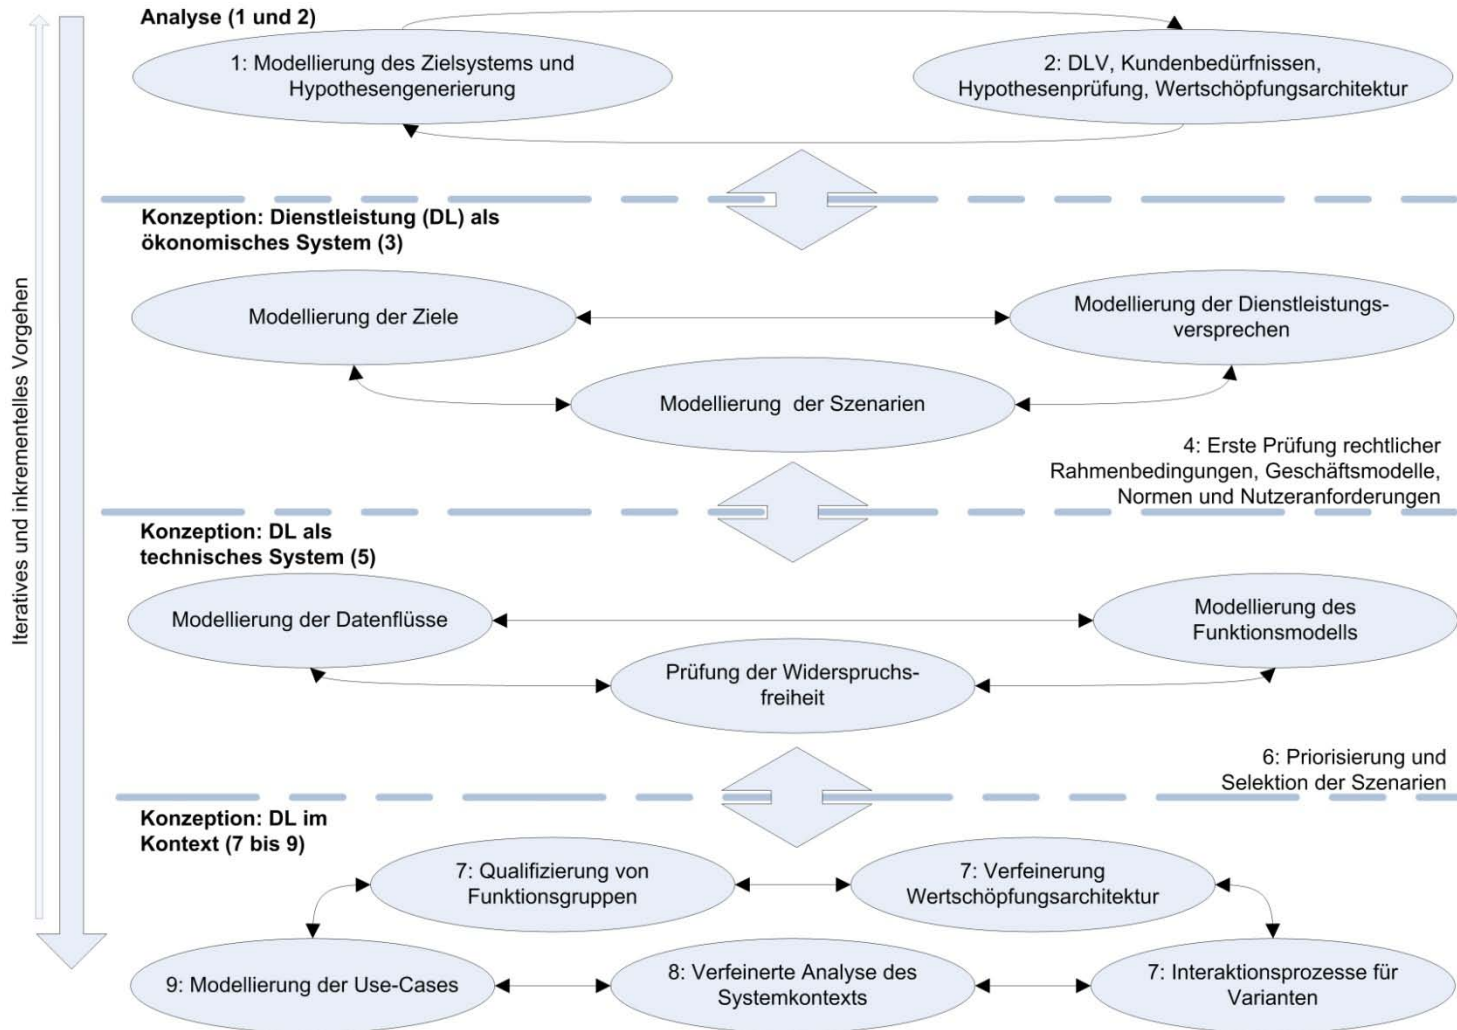 Analyse (1 und 2)
1: Modellierung des Zielsystems und
Hypothesengenerierung
2: DLV, Kundenbedürfnissen,
Hypothesenprüfung, Wertschöpfungsarchitektur
Konzeption: Dienstleistung (DL) als
ökonomisches System (3)
Modellierung der Ziele
Modellierung der Dienstleistungs-
versprechen
Modellierung der Szenarien
4: Erste Prüfung rechtlicher
Rahmenbedingungen, Geschäftsmodelle,
Normen und Nutzeranforderungen
Konzeption: DL als
technisches System (5)
Modellierung der Datenflüsse
Modellierung des
Funktionsmodells
Prüfung der Widerspruchs-
freiheit
6: Priorisierung und
Selektion der Szenarien
Konzeption: DL im
Kontext (7 bis 9)
7: Qualifizierung von
Funktionsgruppen
7: Verfeinerung
Wertschöpfungsarchitektur
9: Modellierung der Use-Cases
8: Verfeinerte Analyse des
Systemkontexts
7: Interaktionsprozesse für
Varianten
Iteratives und inkrementelles Vorgehen